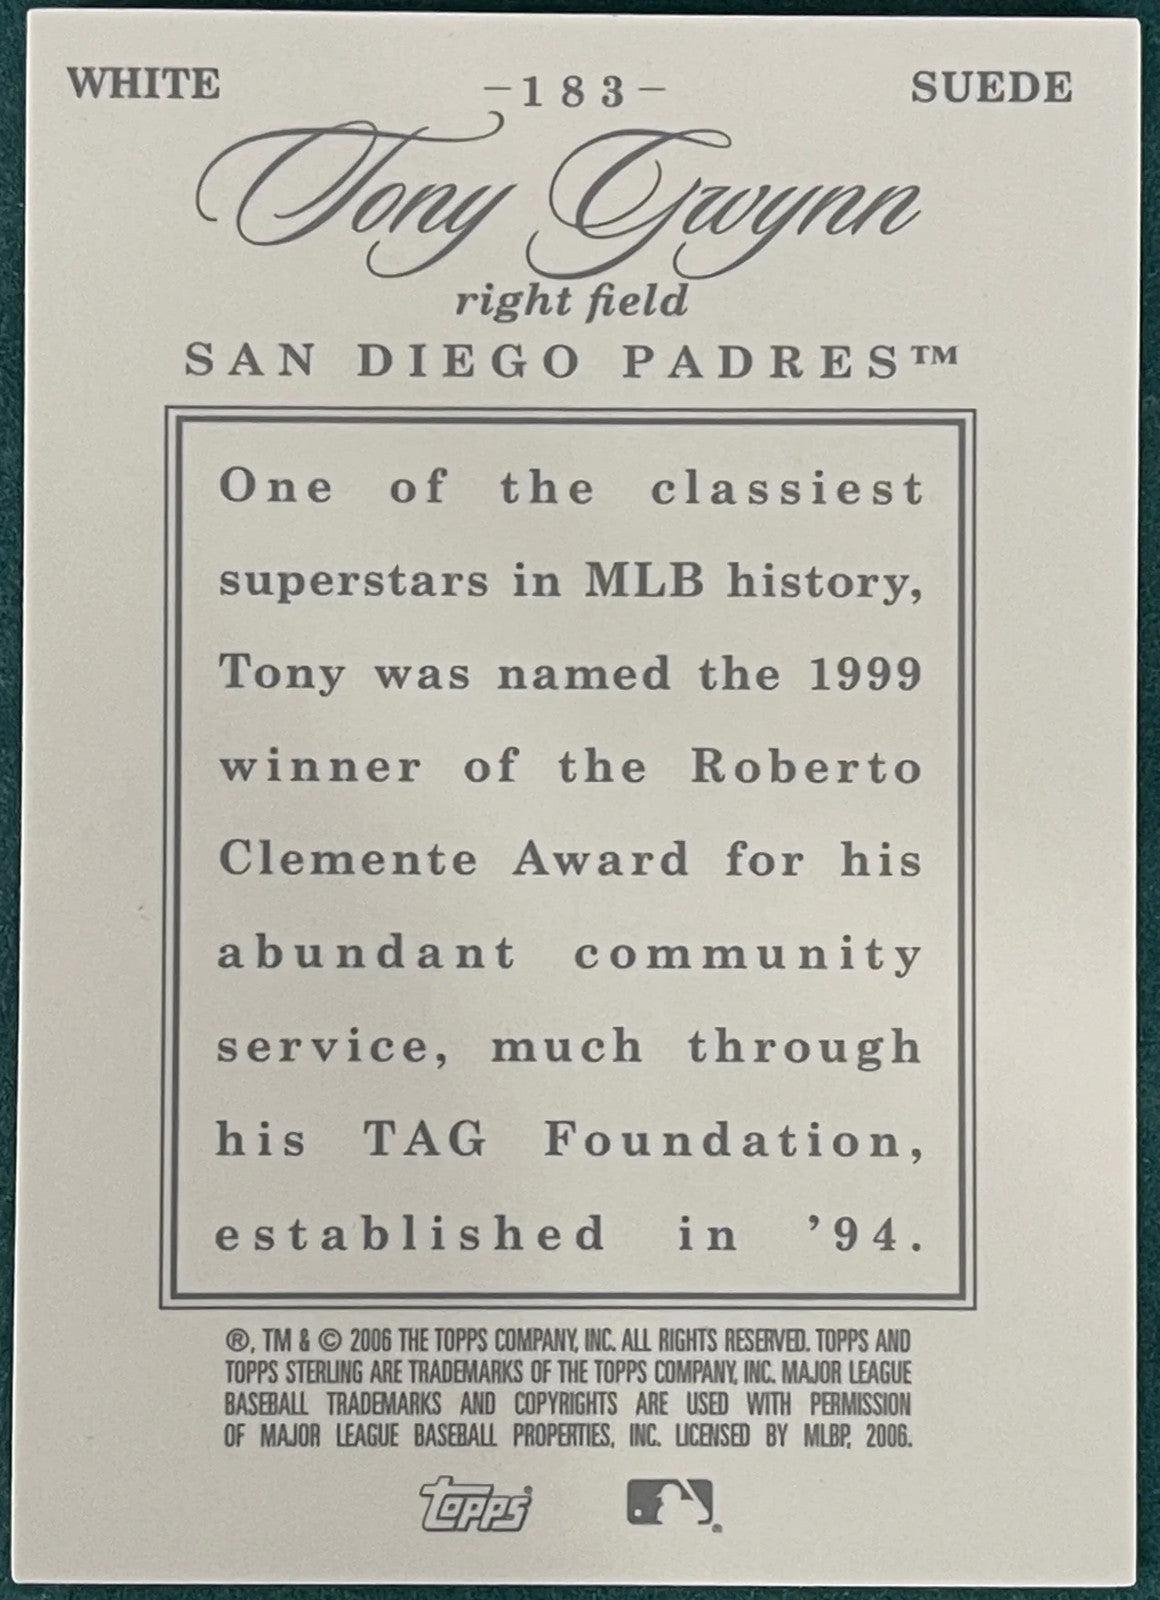 WHITE -183- SUEDE
Tony Gwynn
right field
SAN DIEGO PADRES™
One of the classiest
superstars in MLB history,
Tony was named the 1999
winner of the Roberto
Clemente Award for his
abundant community
service, much through
his TAG Foundation,
established in ’94.
®, TM & © 2006 THE TOPPS COMPANY, INC. ALL RIGHTS RESERVED. TOPPS AND
TOPPS STERLING ARE TRADEMARKS OF THE TOPPS COMPANY, INC. MAJOR LEAGUE
BASEBALL TRADEMARKS AND COPYRIGHTS ARE USED WITH PERMISSION
OF MAJOR LEAGUE BASEBALL PROPERTIES, INC. LICENSED BY MLBP, 2006.
Topps